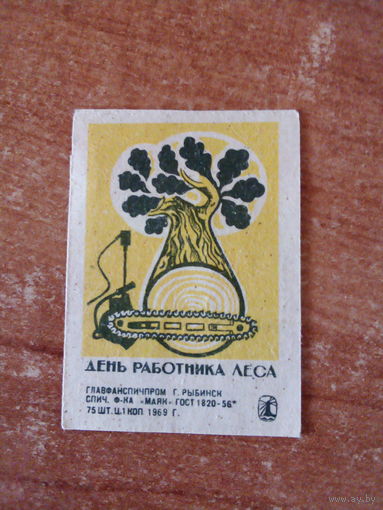 ДЕНЬ РАБОТНИКА ЛЕСА
ГЛАВФАНСПИЧПРОМ Г. РЫБИНСК
СПИЧ. Ф-КА «МАЯК» ГОСТ 1820-56*
75 ШТ. Ц.1 КОП. 1969 Г.
www.ay.by